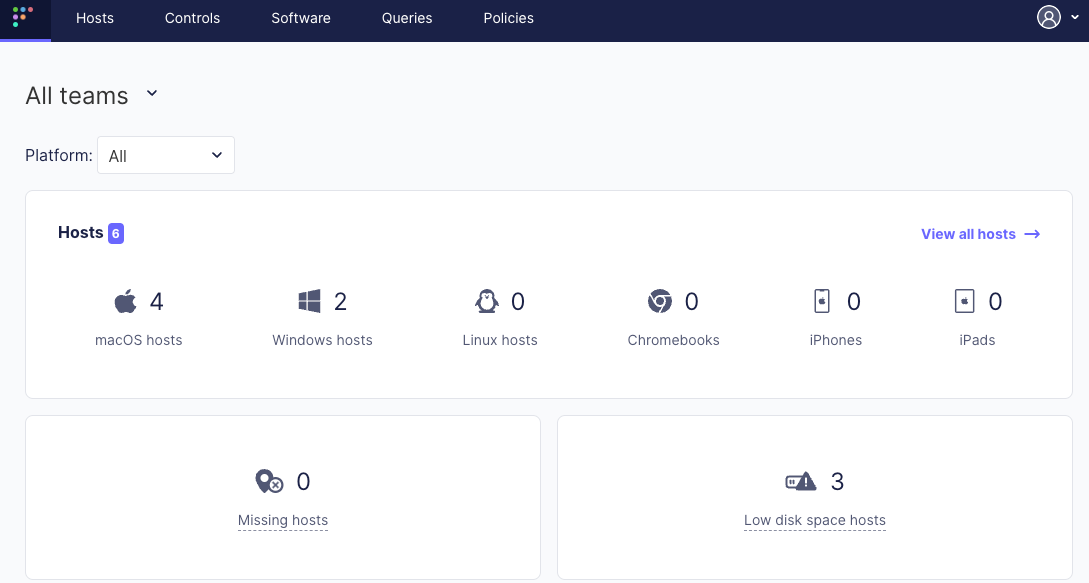 Hosts Controls Software Queries Policies
All teams
Platform: All
Hosts 6 View all hosts →
4 2 0 0 0 0
macOS hosts Windows hosts Linux hosts Chromebooks iPhones iPads
0 3
Missing hosts Low disk space hosts